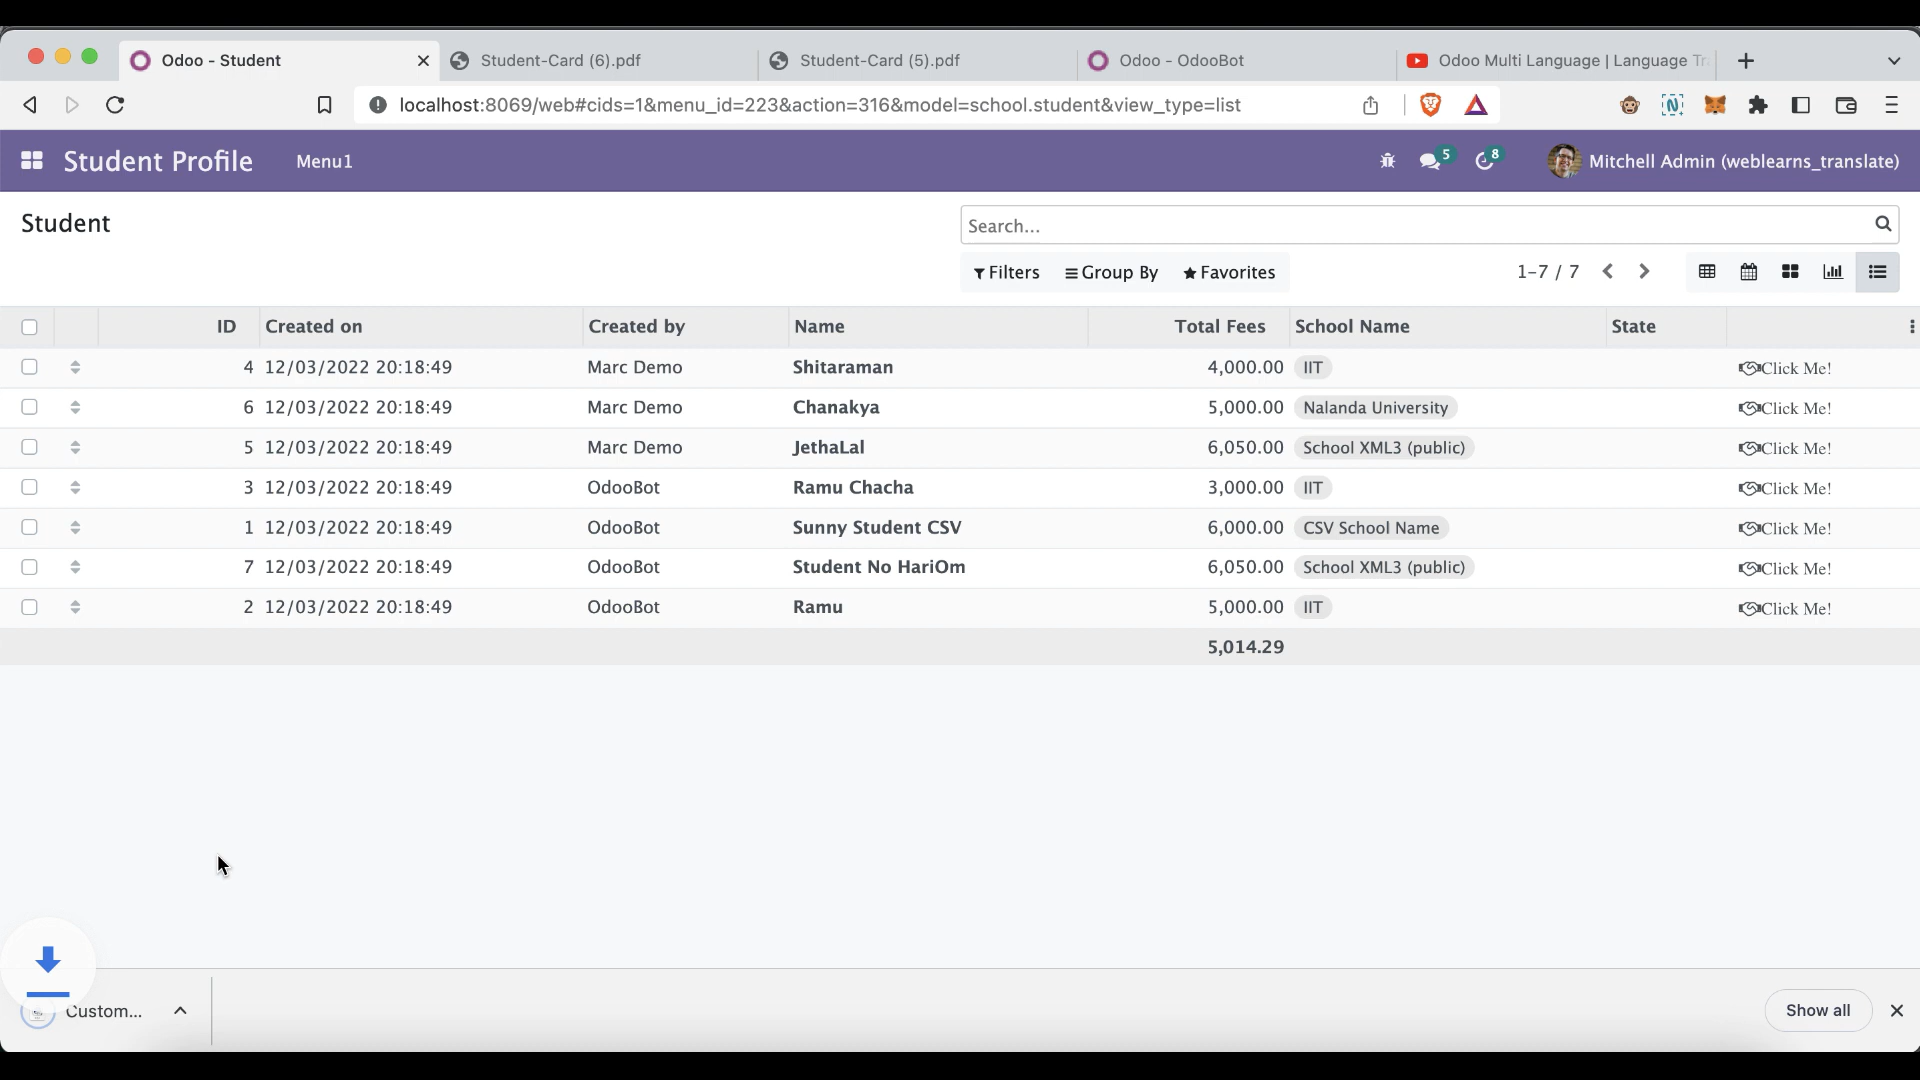 Odoo - Student
Student-Card (6).pdf
Student-Card (5).pdf
Odoo - OdooBot
Odoo Multi Language | Language Tr
localhost:8069/web#cids=1&menu_id=223&action=316&model=school.student&view_type=list
Student Profile
Menu1
5
8
Mitchell Admin (weblearns_translate)
Student
Search...
Filters
Group By
Favorites
1-7 / 7
ID Created on Created by Name Total Fees School Name State
4 12/03/2022 20:18:49 Marc Demo Shitaraman 4,000.00 IIT Click Me!
6 12/03/2022 20:18:49 Marc Demo Chanakya 5,000.00 Nalanda University Click Me!
5 12/03/2022 20:18:49 Marc Demo JethaLal 6,050.00 School XML3 (public) Click Me!
3 12/03/2022 20:18:49 OdooBot Ramu Chacha 3,000.00 IIT Click Me!
1 12/03/2022 20:18:49 OdooBot Sunny Student CSV 6,000.00 CSV School Name Click Me!
7 12/03/2022 20:18:49 OdooBot Student No HariOm 6,050.00 School XML3 (public) Click Me!
2 12/03/2022 20:18:49 OdooBot Ramu 5,000.00 IIT Click Me!
5,014.29
Custom...
Show all